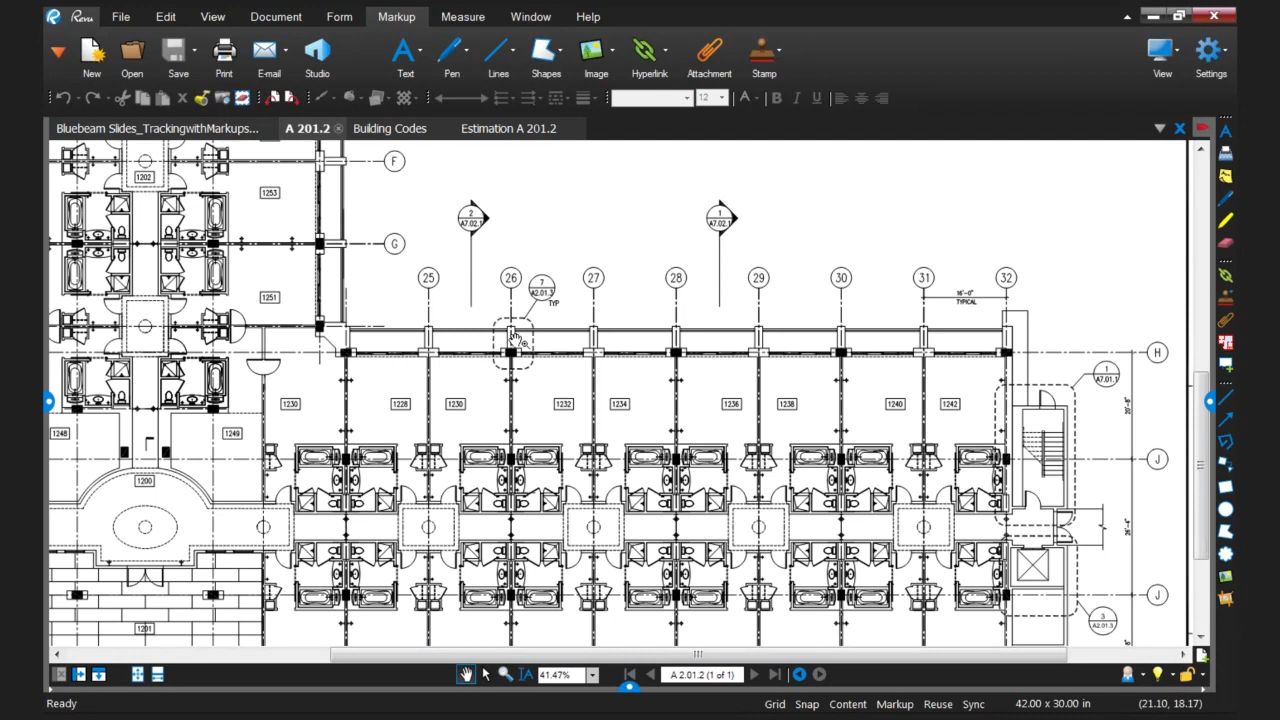 Revu File Edit View Document Form Markup Measure Window Help
New Open Save Print E-mail Studio Text Pen Lines Shapes Image Hyperlink Attachment Stamp View Settings
12 A B I U
Bluebeam Slides_TrackingwithMarkups... A 201.2 Building Codes Estimation A 201.2
F
1202
1253
2
A7.02.1
1
A7.02.1
G
25 26 27 28 29 30 31 32
7
A2.01.3
TYP
16'-0"
TYPICAL
1251
H
1
A7.01.1
1230 1228 1230 1232 1234 1236 1238 1240 1242
1248 1249
J
1200
J
3
A2.01.5
1201
41.47% A 2.01.2 (1 of 1)
Ready Grid Snap Content Markup Reuse Sync 42.00 x 30.00 in (21.10, 18.17)